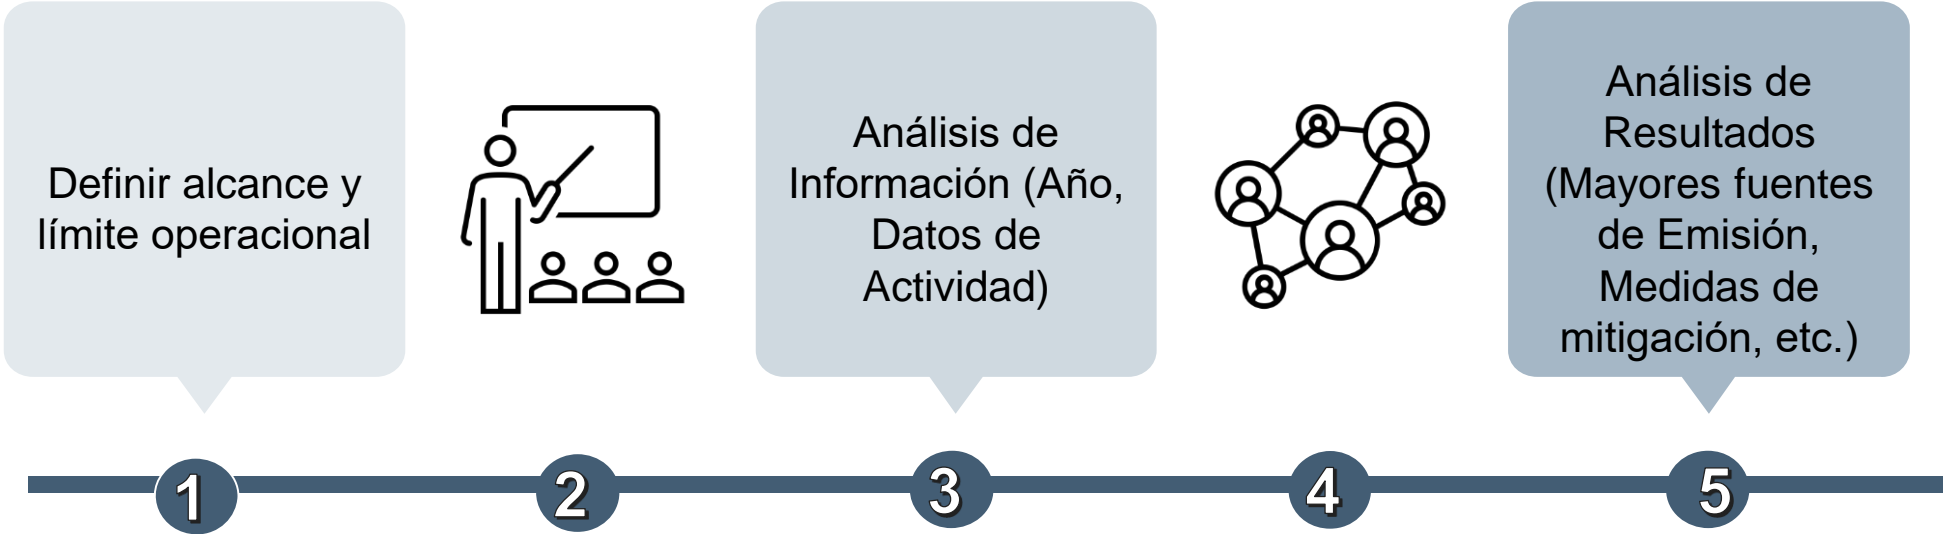 Definir alcance y
límite operacional
Análisis de
Información (Año,
Datos de
Actividad)
Análisis de
Resultados
(Mayores fuentes
de Emisión,
Medidas de
mitigación, etc.)
1
2
3
4
5